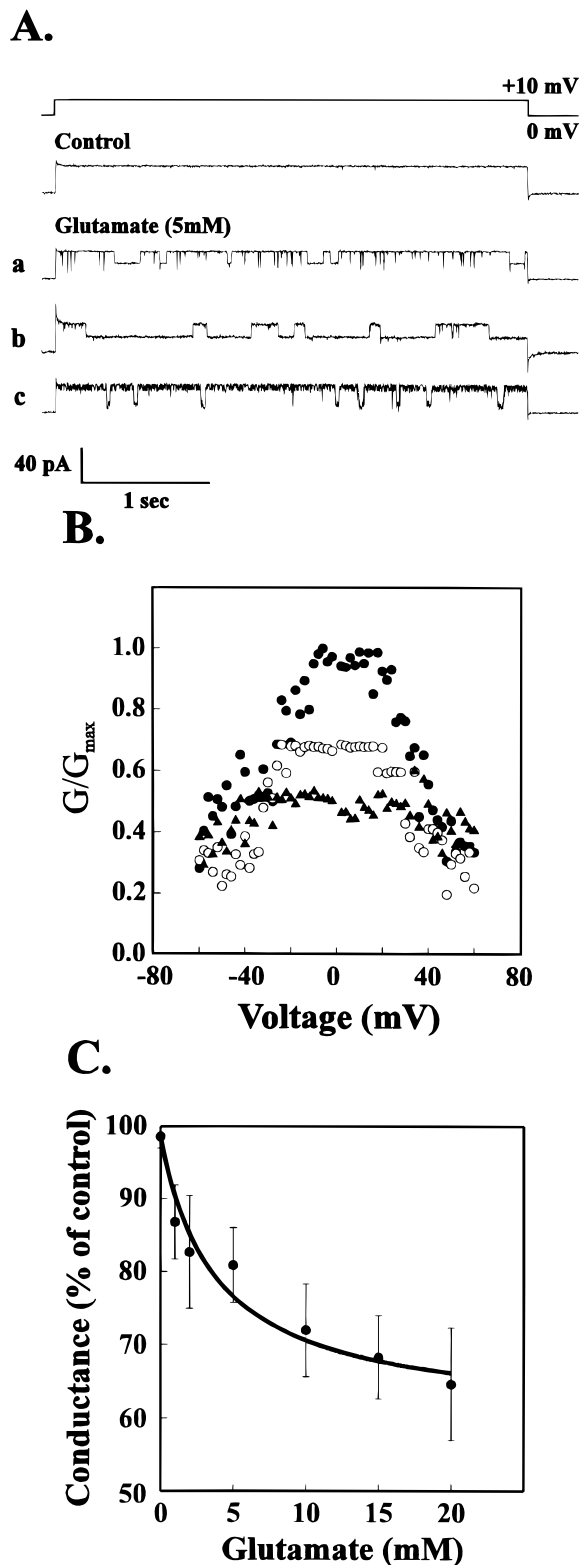 A.
+10 mV
0 mV
Control
Glutamate (5mM)
a
b
c
40 pA
1 sec
B.
1.0
0.8
0.6
0.4
0.2
0.0
G/Gmax
-80 -40 0 40 80
Voltage (mV)
C.
100
90
80
70
60
50
Conductance (% of control)
0 5 10 15 20
Glutamate (mM)